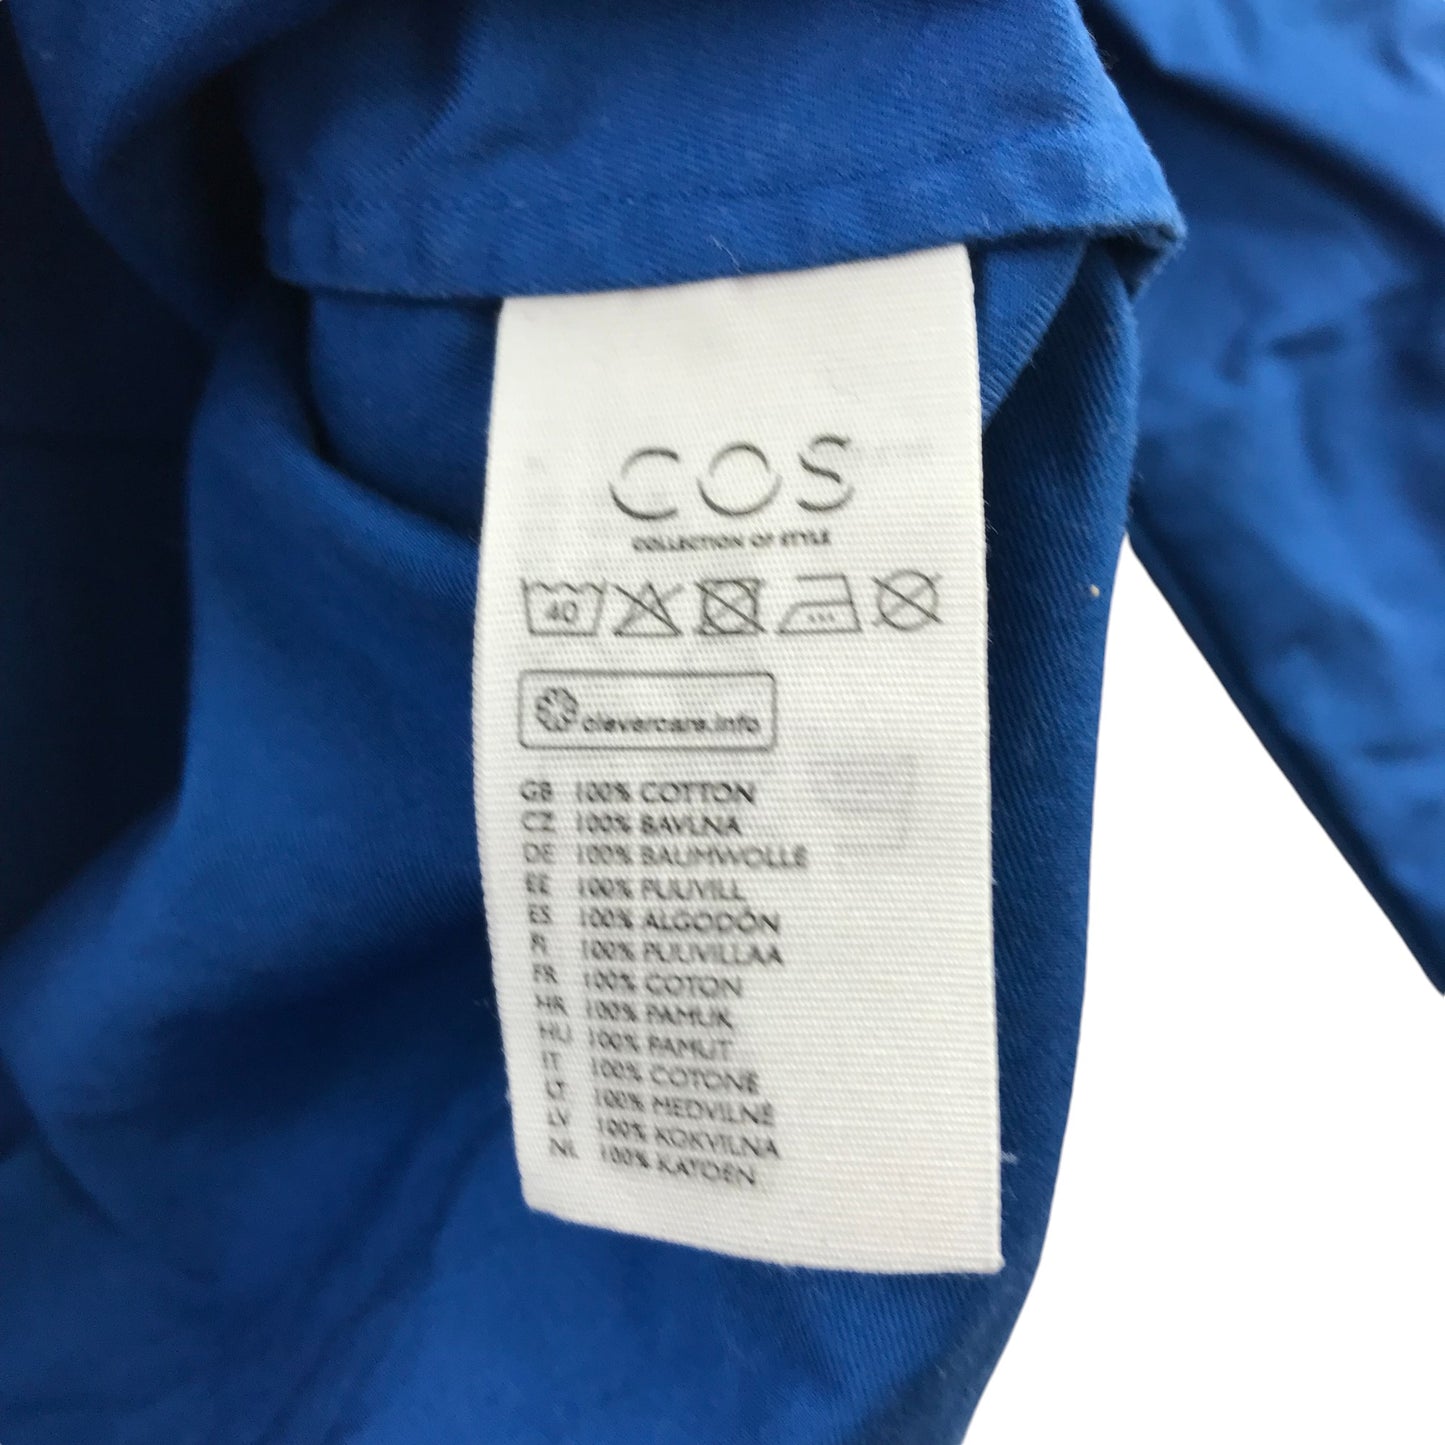 COS
COLLECTION OF STYLE
40
clevercare.info
GB 100% COTTON
CZ 100% BAVLNA
DE 100% BAUMWOLLE
EE 100% PUUVILL
ES 100% ALGODÓN
FI 100% PUUVILLAA
FR 100% COTON
HR 100% PAMUK
HU 100% PAMUT
IT 100% COTONE
LT 100% MEDVILNĖ
LV 100% KOKVILNA
NL 100% KATOEN